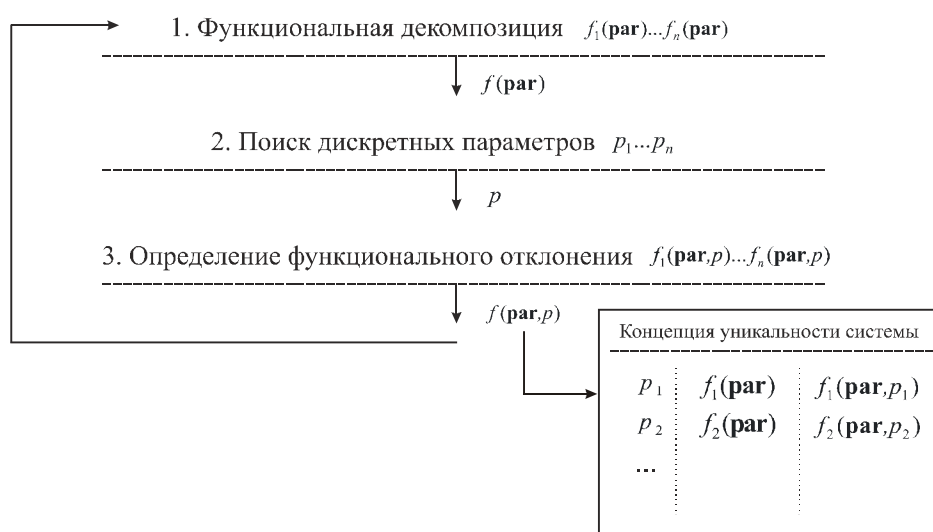 1. Функциональная декомпозиция f₁(par)...fₙ(par)
f(par)
2. Поиск дискретных параметров p₁...pₙ
p
3. Определение функционального отклонения f₁(par,p)...fₙ(par,p)
f(par,p)
Концепция уникальности системы
p₁ f₁(par) f₁(par,p₁)
p₂ f₂(par) f₂(par,p₂)
...